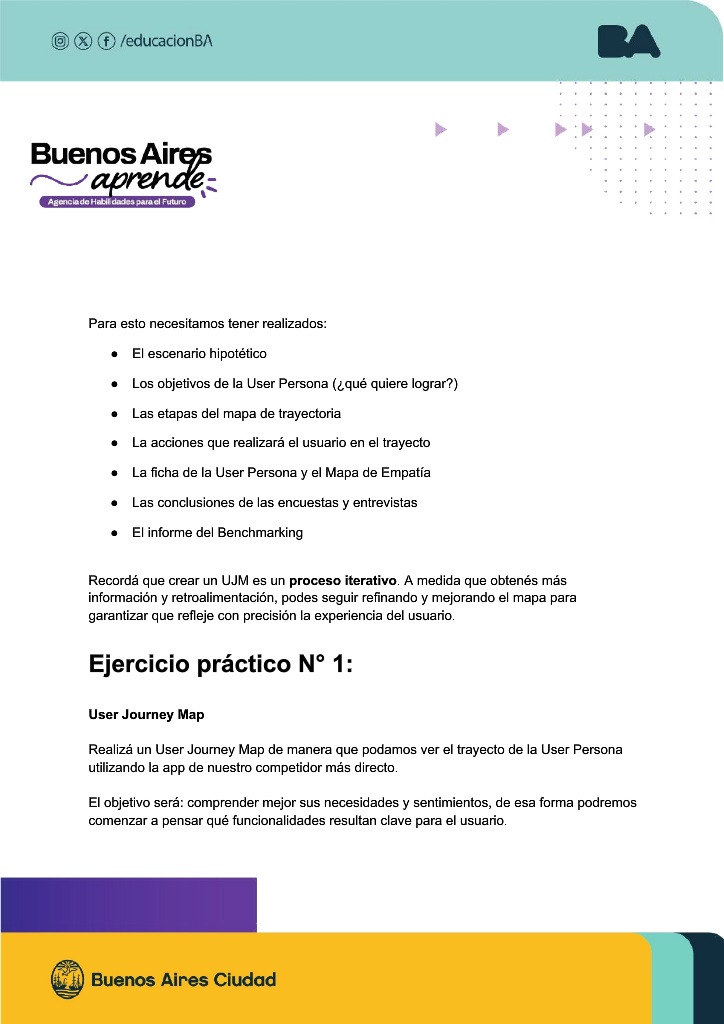 /educacionBA
BA
Buenos Aires
aprende
Agencia de Habilidades para el Futuro
Para esto necesitamos tener realizados:
● El escenario hipotético
● Los objetivos de la User Persona (¿qué quiere lograr?)
● Las etapas del mapa de trayectoria
● La acciones que realizará el usuario en el trayecto
● La ficha de la User Persona y el Mapa de Empatía
● Las conclusiones de las encuestas y entrevistas
● El informe del Benchmarking
Recordá que crear un UJM es un proceso iterativo. A medida que obtenés más
información y retroalimentación, podes seguir refinando y mejorando el mapa para
garantizar que refleje con precisión la experiencia del usuario.
Ejercicio práctico N° 1:
User Journey Map
Realizá un User Journey Map de manera que podamos ver el trayecto de la User Persona
utilizando la app de nuestro competidor más directo.
El objetivo será: comprender mejor sus necesidades y sentimientos, de esa forma podremos
comenzar a pensar qué funcionalidades resultan clave para el usuario.
Buenos Aires Ciudad